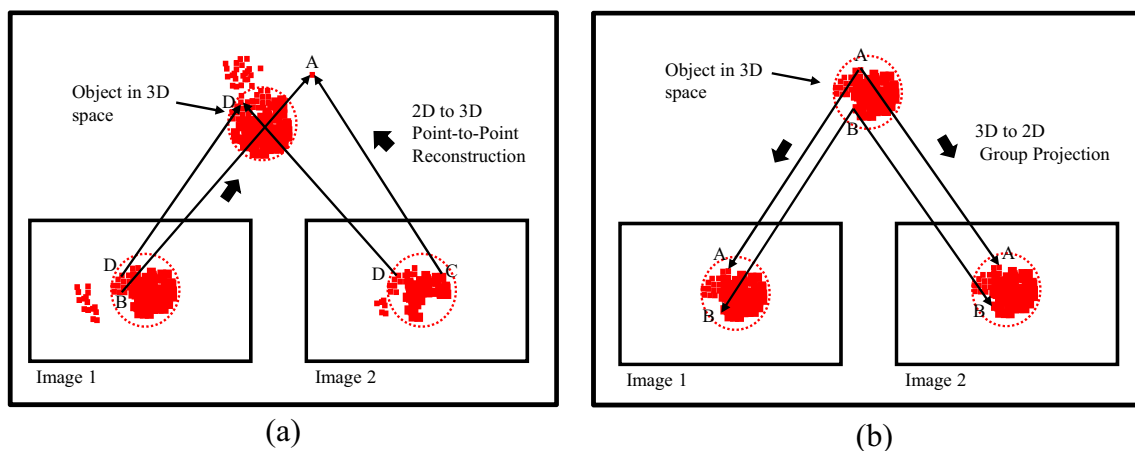 A
Object in 3D
space
D
2D to 3D
Point-to-Point
Reconstruction
D
B
D
C
Image 1
Image 2
(a)
A
Object in 3D
space
B
3D to 2D
Group Projection
A
B
A
B
Image 1
Image 2
(b)